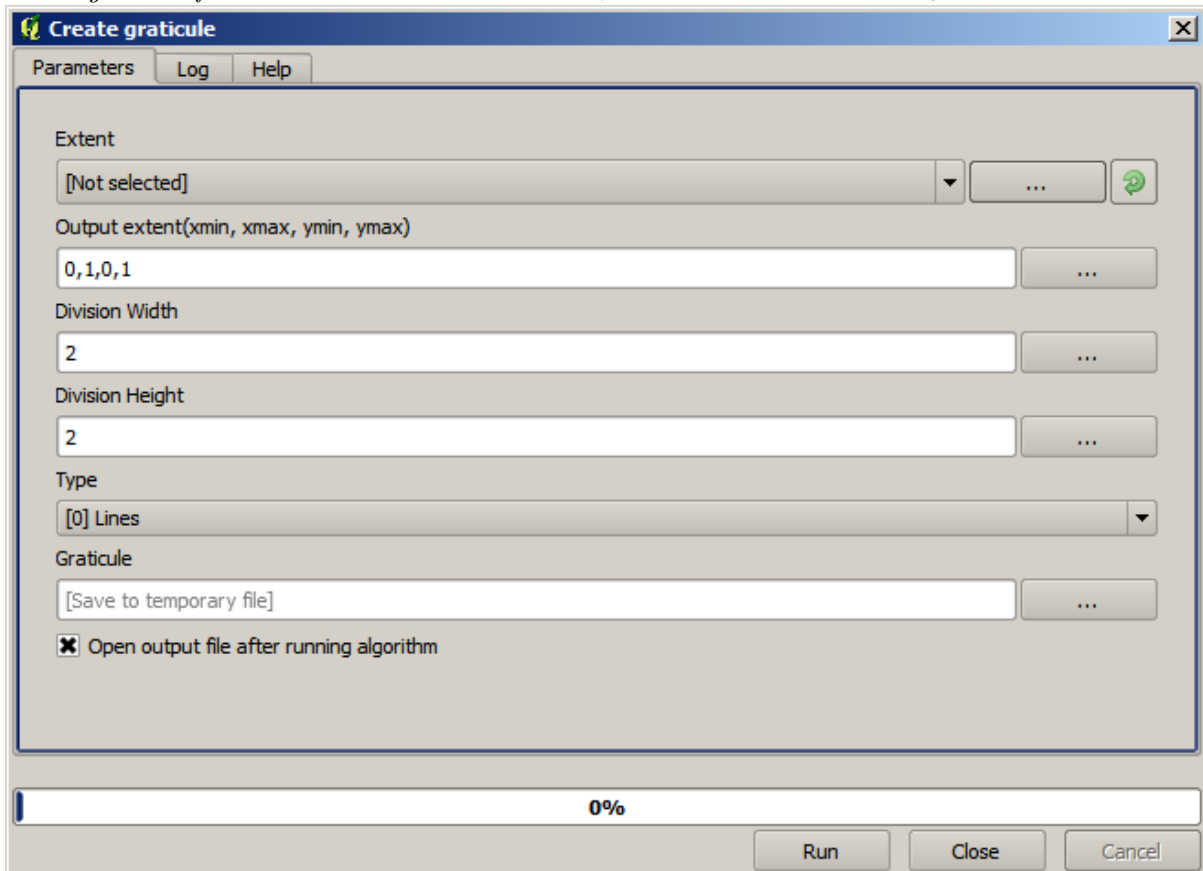 Create graticule
Parameters Log Help
Extent
[Not selected] ...
Output extent(xmin, xmax, ymin, ymax)
0,1,0,1 ...
Division Width
2 ...
Division Height
2 ...
Type
[0] Lines
Graticule
[Save to temporary file] ...
Open output file after running algorithm
0%
Run Close Cancel